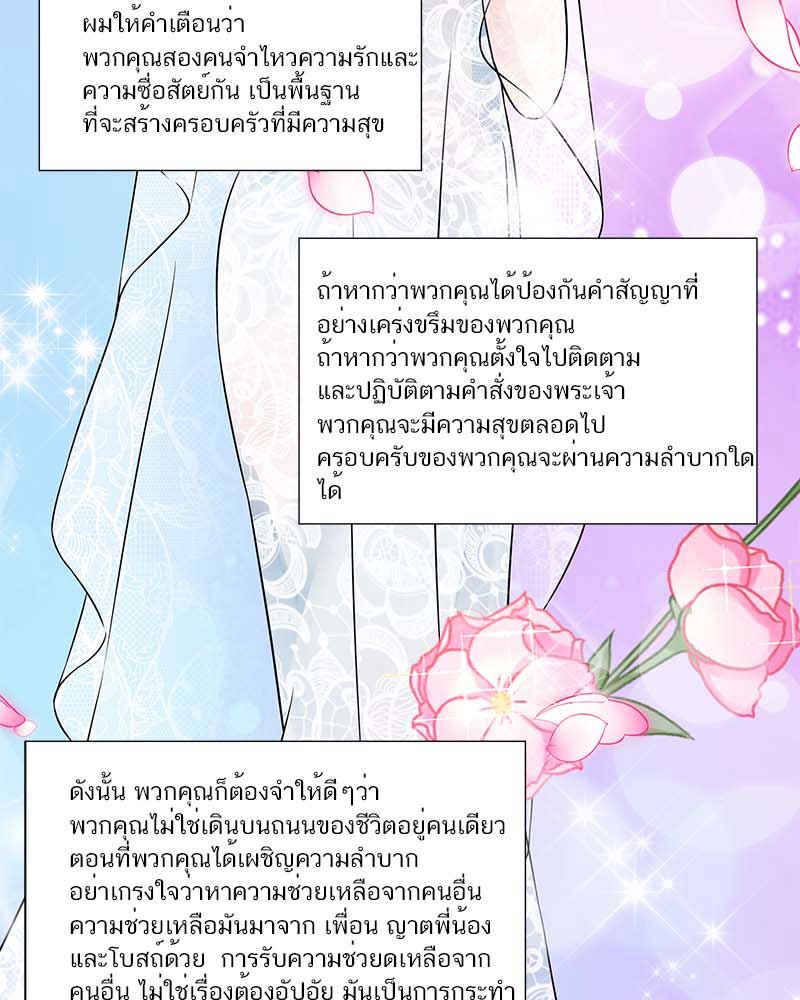 ผมให้คำเตือนว่า
พวกคุณสองคนจำไหวความรักและ
ความซื่อสัตย์กัน เป็นพื้นฐาน
ที่จะสร้างครอบครัวที่มีความสุข
ถ้าหากว่าพวกคุณได้ป้องกันคำสัญญาที่
อย่างเคร่งขรึมของพวกคุณ
ถ้าหากว่าพวกคุณตั้งใจไปติดตาม
และปฏิบัติตามคำสั่งของพระเจ้า
พวกคุณจะมีความสุขตลอดไป
ครอบครับของพวกคุณจะผ่านความลำบากใด
ได้
ดังนั้น พวกคุณก็ต้องจำให้ดีๆว่า
พวกคุณไม่ใช่เดินบนถนนของชีวิตอยู่คนเดียว
ตอนที่พวกคุณได้เผชิญความลำบาก
อย่าเกรงใจว่าหาความช่วยเหลือจากคนอื่น
ความช่วยเหลือมันมาจาก เพื่อน ญาตพี่น้อง
และโบสถ์ด้วย การรับความช่วยดเหลือจาก
คนอื่น ไม่ใช่เรื่องต้องอัปอัย มันเป็นการกระทำ